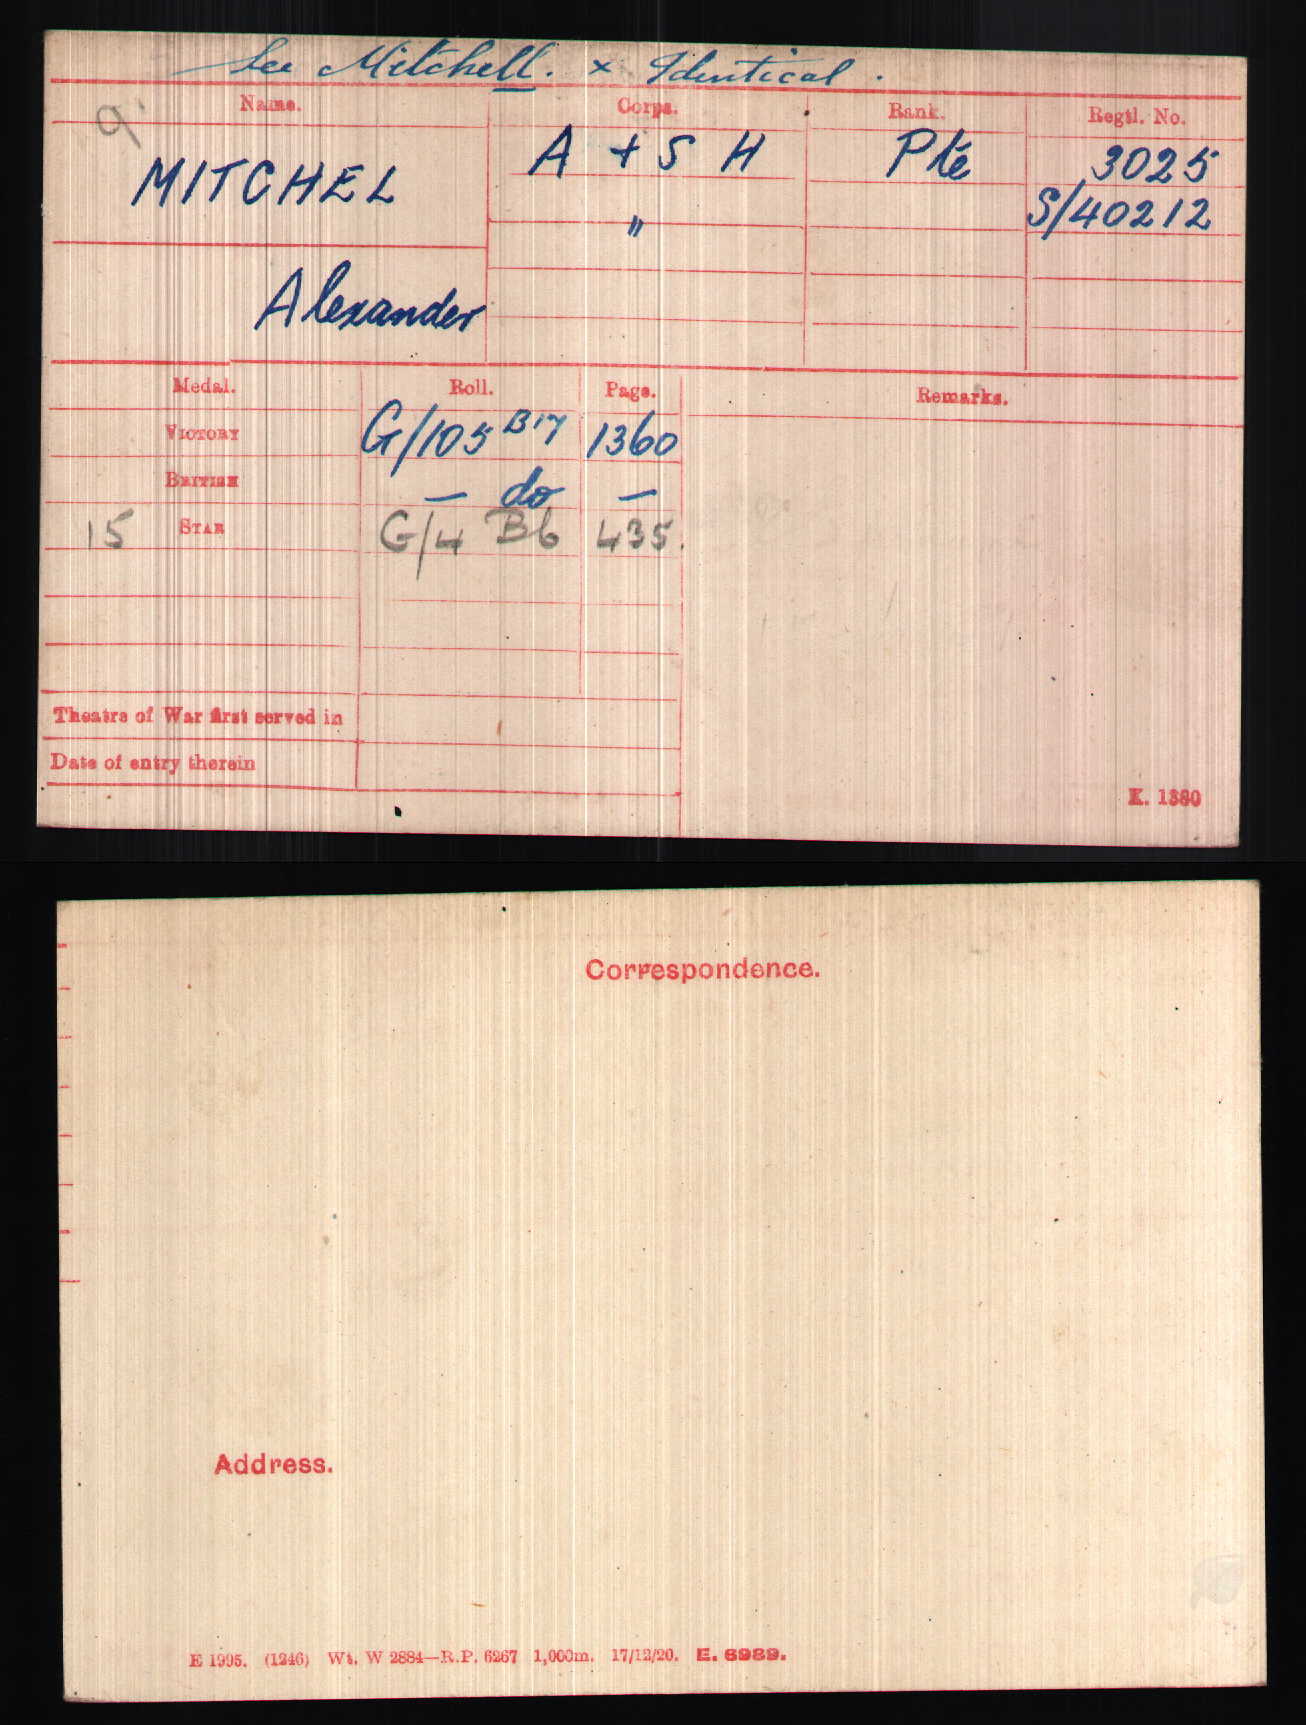 See Mitchell. x Identical.
Name. Corps. Rank. Regtl. No.
MITCHEL A + S H Pte 3025
" S/40212
Alexander
Medal. Roll. Page. Remarks.
VICTORY G/105 B17 1360
BRITISH — do —
15 STAR G/4 B6 435.
Theatre of War first served in
Date of entry therein
K. 1380
Correspondence.
Address.
E 1995. (1246) Wt. W 2884—R.P. 6267 1,000m. 17/12/20. E. 6989.